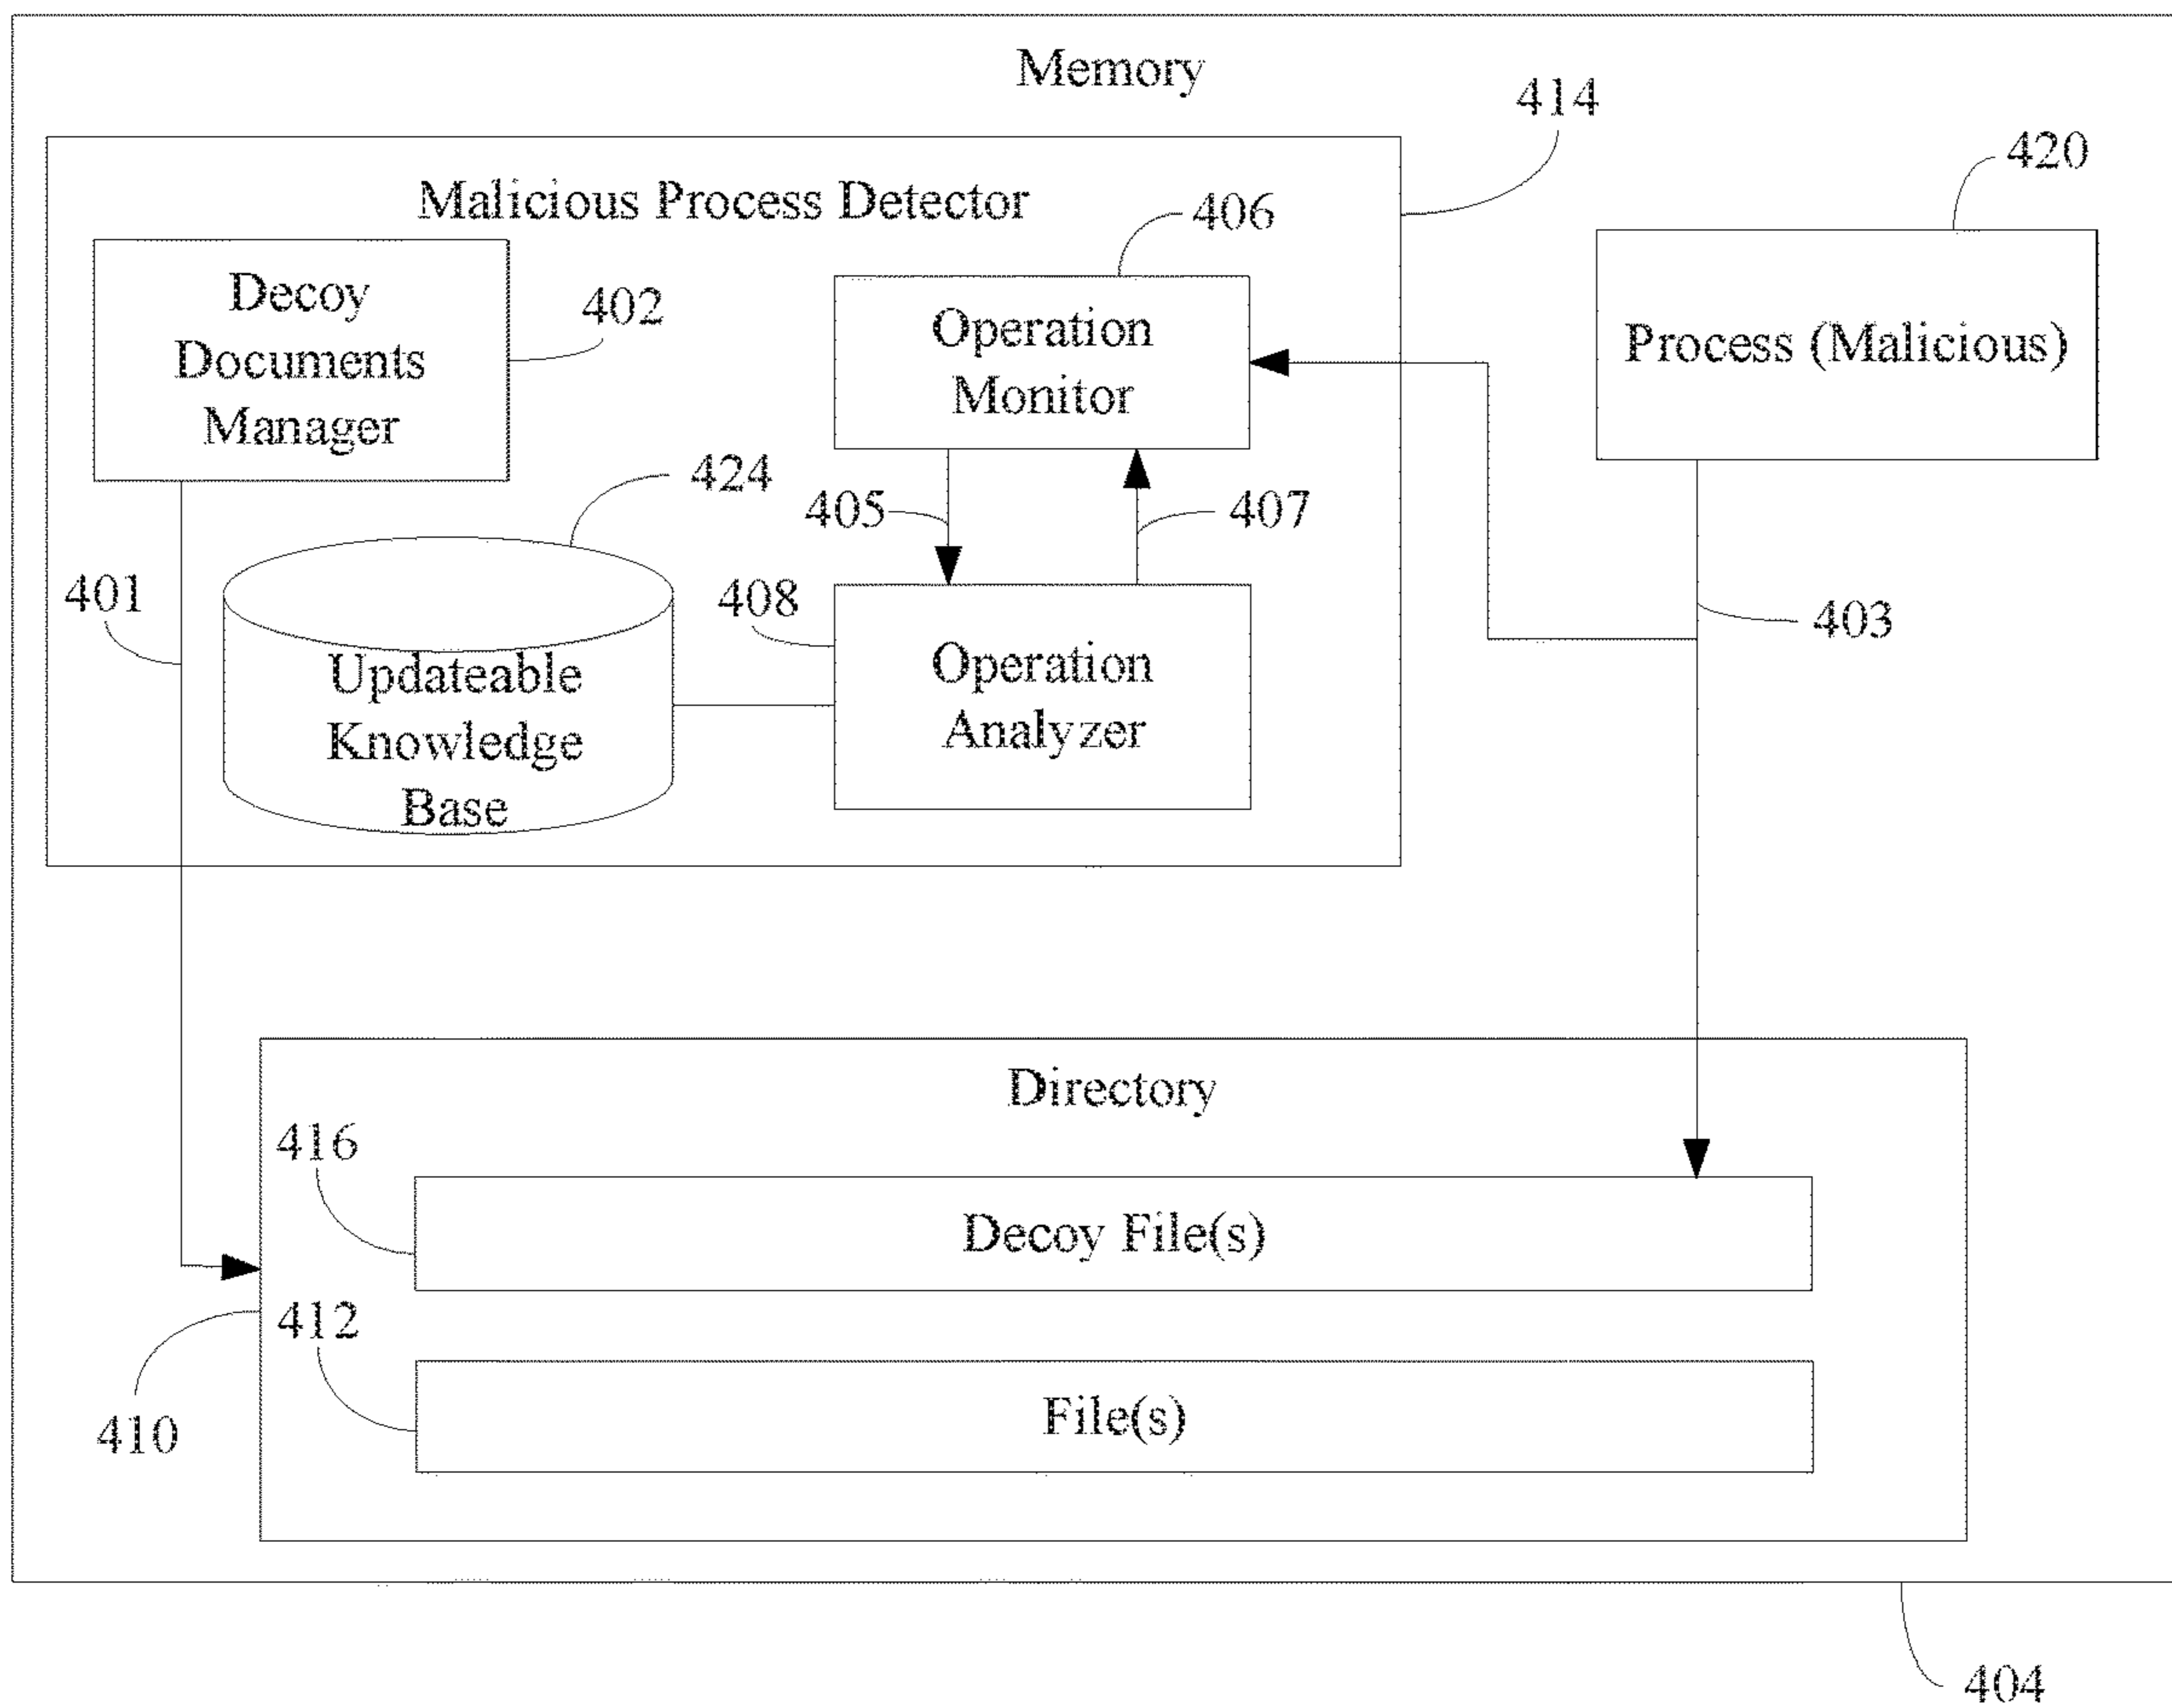 Memory
414
420
Malicious Process Detector
406
Decoy
Documents
Manager
402
Operation
Monitor
Process (Malicious)
424
405
407
401
408
403
Updateable
Knowledge
Base
Operation
Analyzer
Directory
416
Decoy File(s)
412
File(s)
410
404